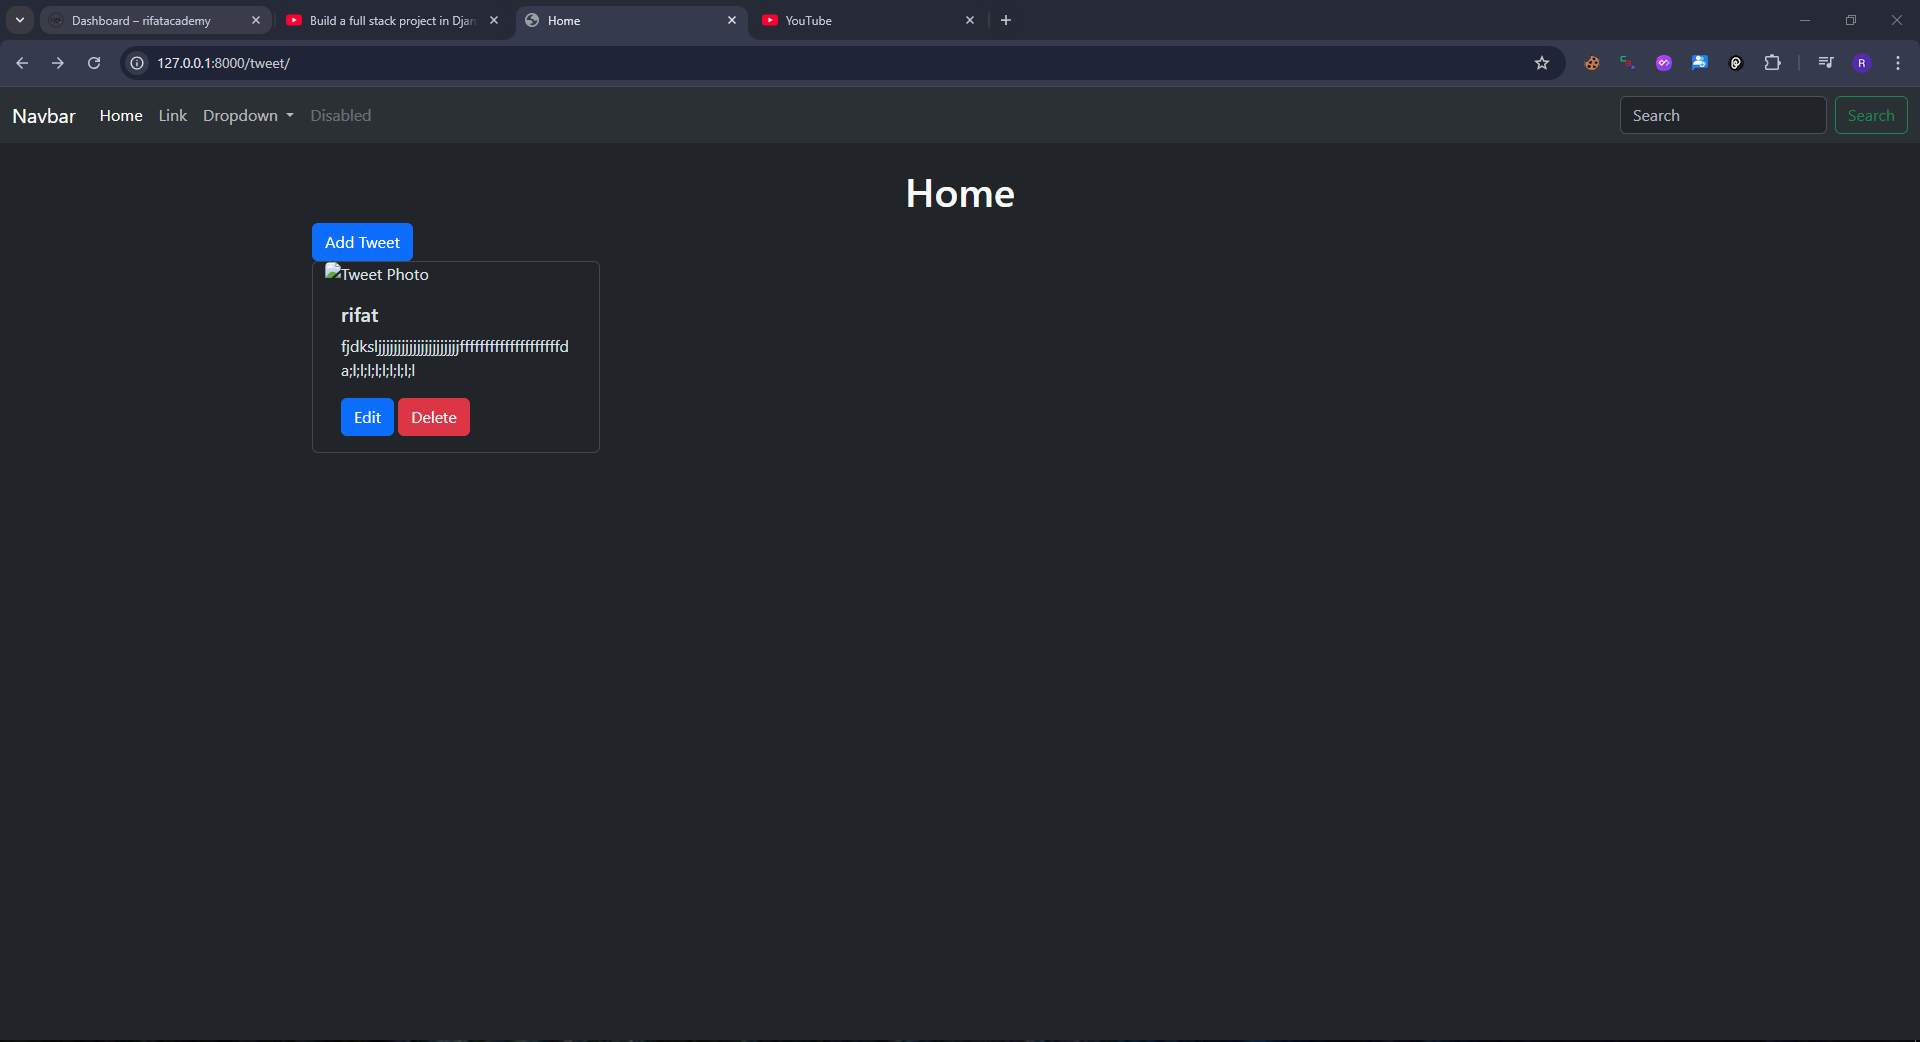 Dashboard – rifatacademy
Build a full stack project in Djan
Home
YouTube
127.0.0.1:8000/tweet/
R
Navbar
Home
Link
Dropdown
Disabled
Search
Search
Home
Add Tweet
Tweet Photo
rifat
a;l;l;l;l;l;l;l;l;l
Edit
Delete